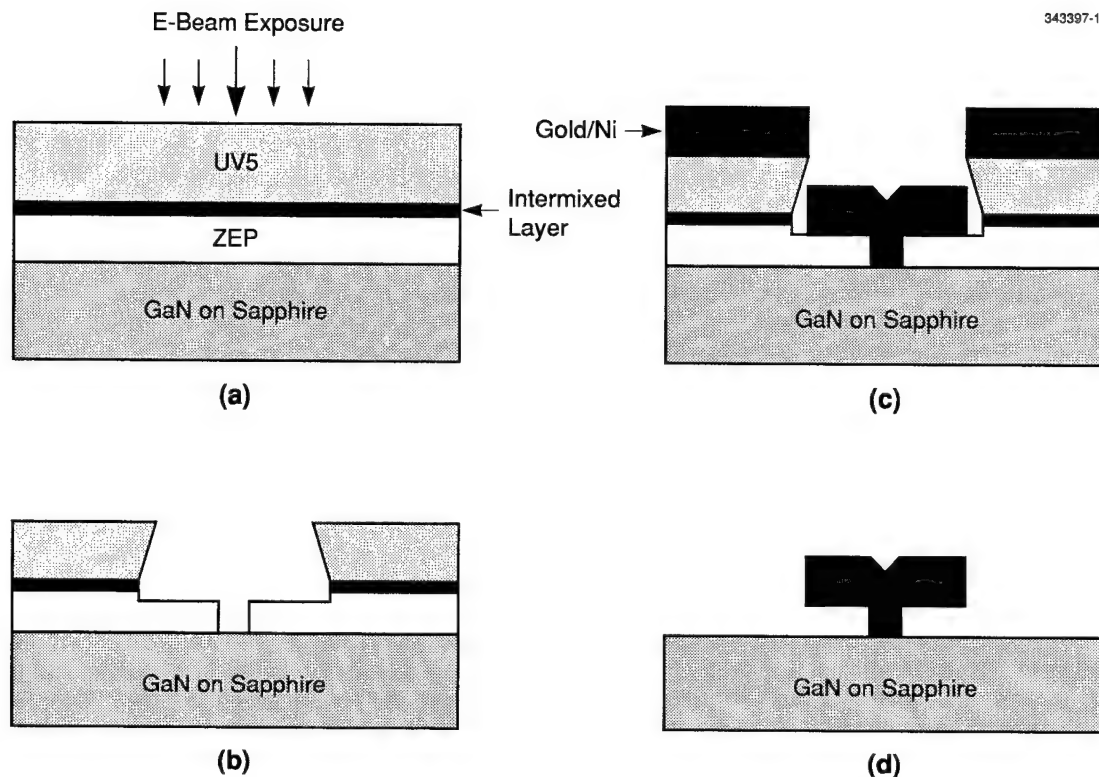 343397-1
E-Beam Exposure
UV5
Intermixed
Layer
ZEP
GaN on Sapphire
(a)
Gold/Ni
GaN on Sapphire
(c)
GaN on Sapphire
(b)
GaN on Sapphire
(d)